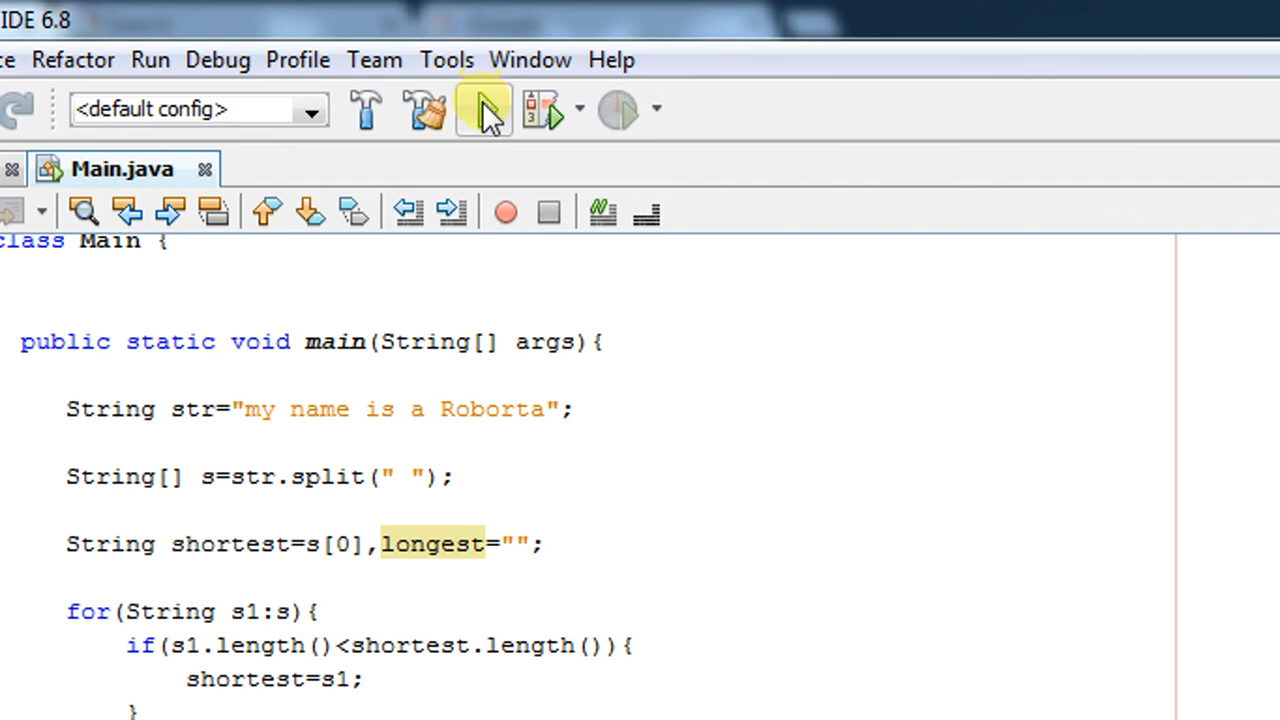 IDE 6.8
Refactor Run Debug Profile Team Tools Window Help
<default config>
Main.java
class Main {
public static void main(String[] args){
String str="my name is a Roborta";
String[] s=str.split(" ");
String shortest=s[0],longest="";
for(String s1:s){
if(s1.length()<shortest.length()){
shortest=s1;
}